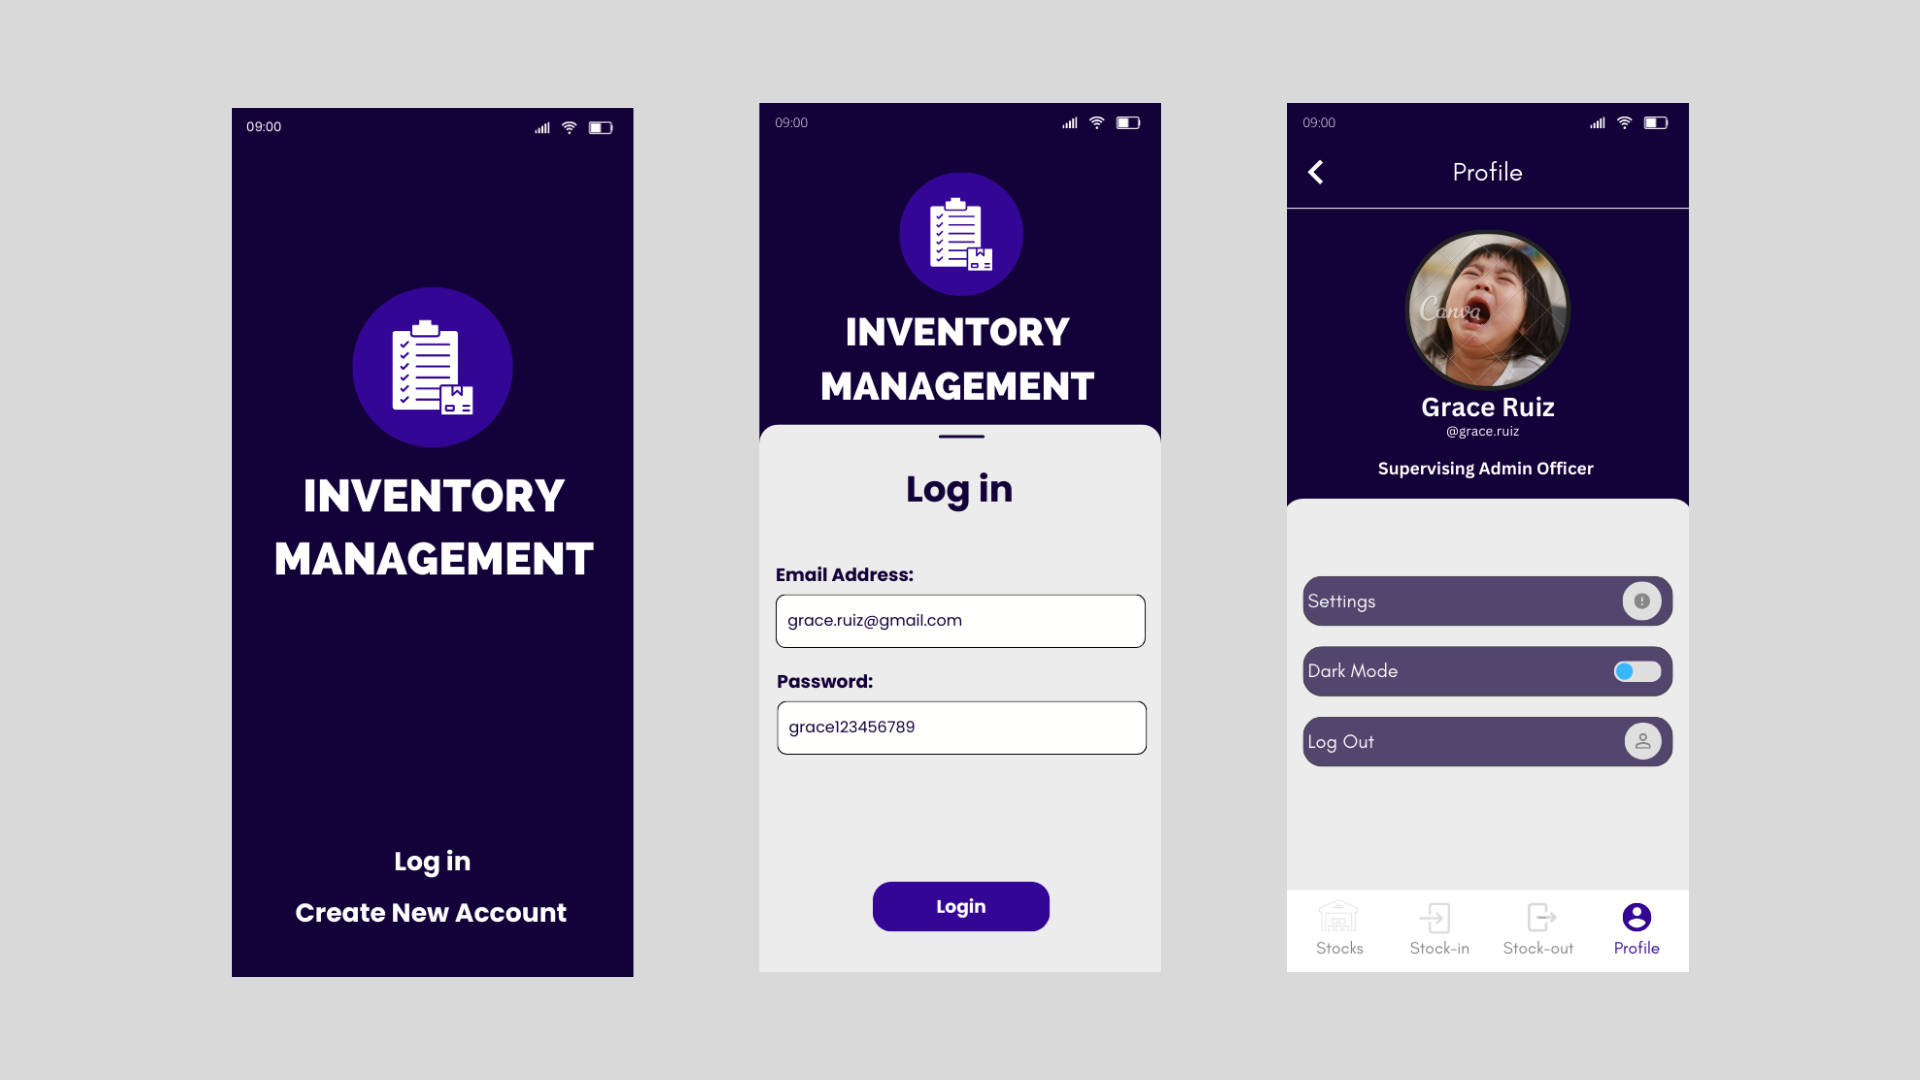 09:00
INVENTORY
MANAGEMENT
Log in
Create New Account
09:00
INVENTORY
MANAGEMENT
Log in
Email Address:
grace.ruiz@gmail.com
Password:
grace123456789
Login
09:00
Profile
Canva
Grace Ruiz
@grace.ruiz
Supervising Admin Officer
Settings
Dark Mode
Log Out
Stocks
Stock-in
Stock-out
Profile